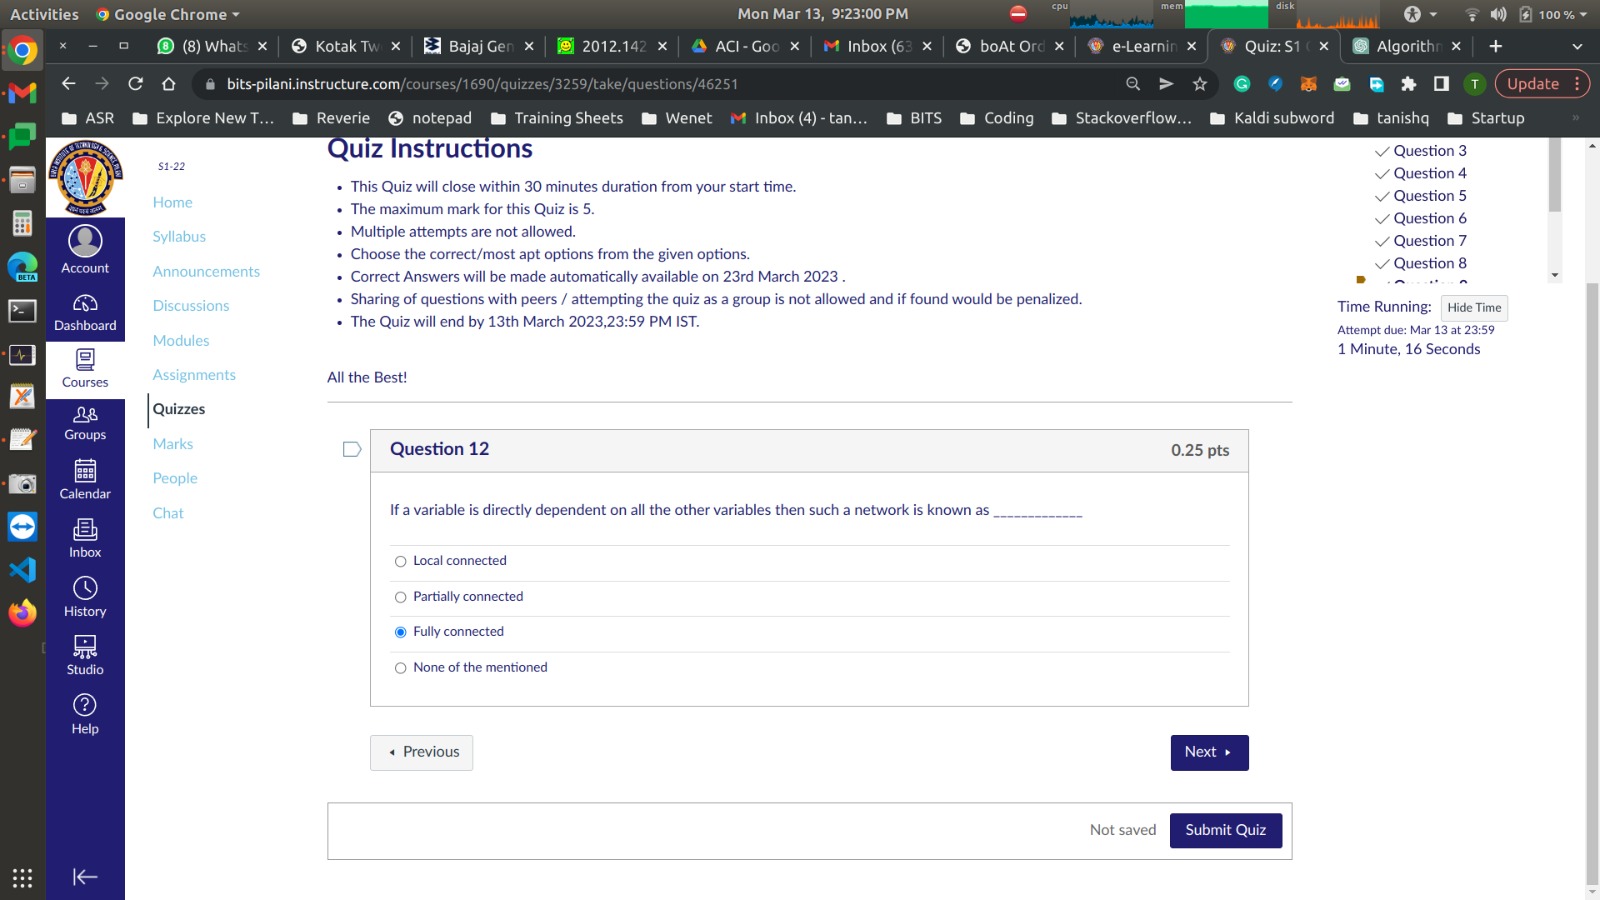 Activities
Google Chrome
Mon Mar 13, 9:23:00 PM
cpu
mem
disk
100 %
(8) Whats
Kotak Tw
Bajaj Gen
2012.142
ACI - Goo
Inbox (63
boAt Ord
e-Learnin
Quiz: S1
Algorithm
bits-pilani.instructure.com/courses/1690/quizzes/3259/take/questions/46251
T
Update
ASR
Explore New T...
Reverie
notepad
Training Sheets
Wenet
Inbox (4) - tan...
BITS
Coding
Stackoverflow...
Kaldi subword
tanishq
Startup
»
BETA
Account
Dashboard
Courses
Groups
Calendar
Inbox
History
Studio
Help
S1-22
Home
Syllabus
Announcements
Discussions
Modules
Assignments
Quizzes
Marks
People
Chat
Quiz Instructions
• This Quiz will close within 30 minutes duration from your start time.
• The maximum mark for this Quiz is 5.
• Multiple attempts are not allowed.
• Choose the correct/most apt options from the given options.
• Correct Answers will be made automatically available on 23rd March 2023 .
• Sharing of questions with peers / attempting the quiz as a group is not allowed and if found would be penalized.
• The Quiz will end by 13th March 2023,23:59 PM IST.
All the Best!
Question 12
0.25 pts
If a variable is directly dependent on all the other variables then such a network is known as _____________
Local connected
Partially connected
Fully connected
None of the mentioned
Previous
Next
Not saved
Submit Quiz
Question 3
Question 4
Question 5
Question 6
Question 7
Question 8
Time Running:
Hide Time
Attempt due: Mar 13 at 23:59
1 Minute, 16 Seconds